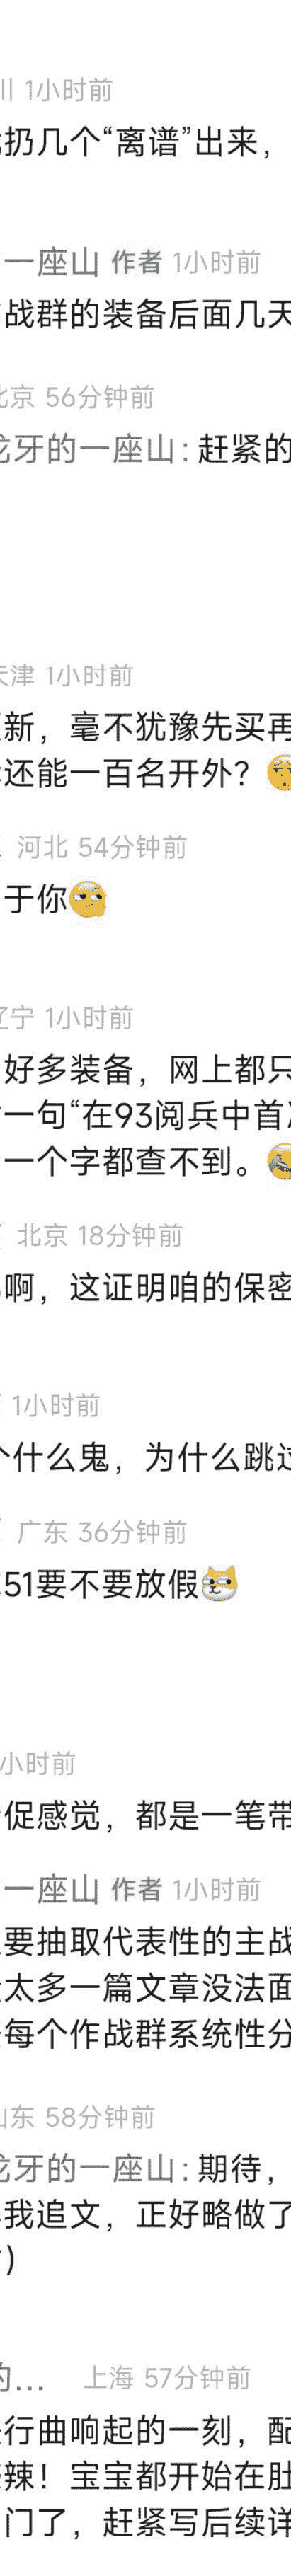 川 1小时前
扔几个“离谱”出来，
一座山 作者 1小时前
战群的装备后面几天
北京 56分钟前
龙牙的一座山：赶紧的
天津 1小时前
新，毫不犹豫先买再
还能一百名开外？
河北 54分钟前
于你
辽宁 1小时前
好多装备，网上都只
一句“在93阅兵中首次
一个字都查不到。
北京 18分钟前
啊，这证明咱的保密
1小时前
个什么鬼，为什么跳过
广东 36分钟前
51要不要放假
小时前
促感觉，都是一笔带
一座山 作者 1小时前
要抽取代表性的主战
太多一篇文章没法面
每个作战群系统性分
山东 58分钟前
龙牙的一座山：期待，
我追文，正好略做了
）
的... 上海 57分钟前
行曲响起的一刻，配
辣！宝宝都开始在肚
门了，赶紧写后续详